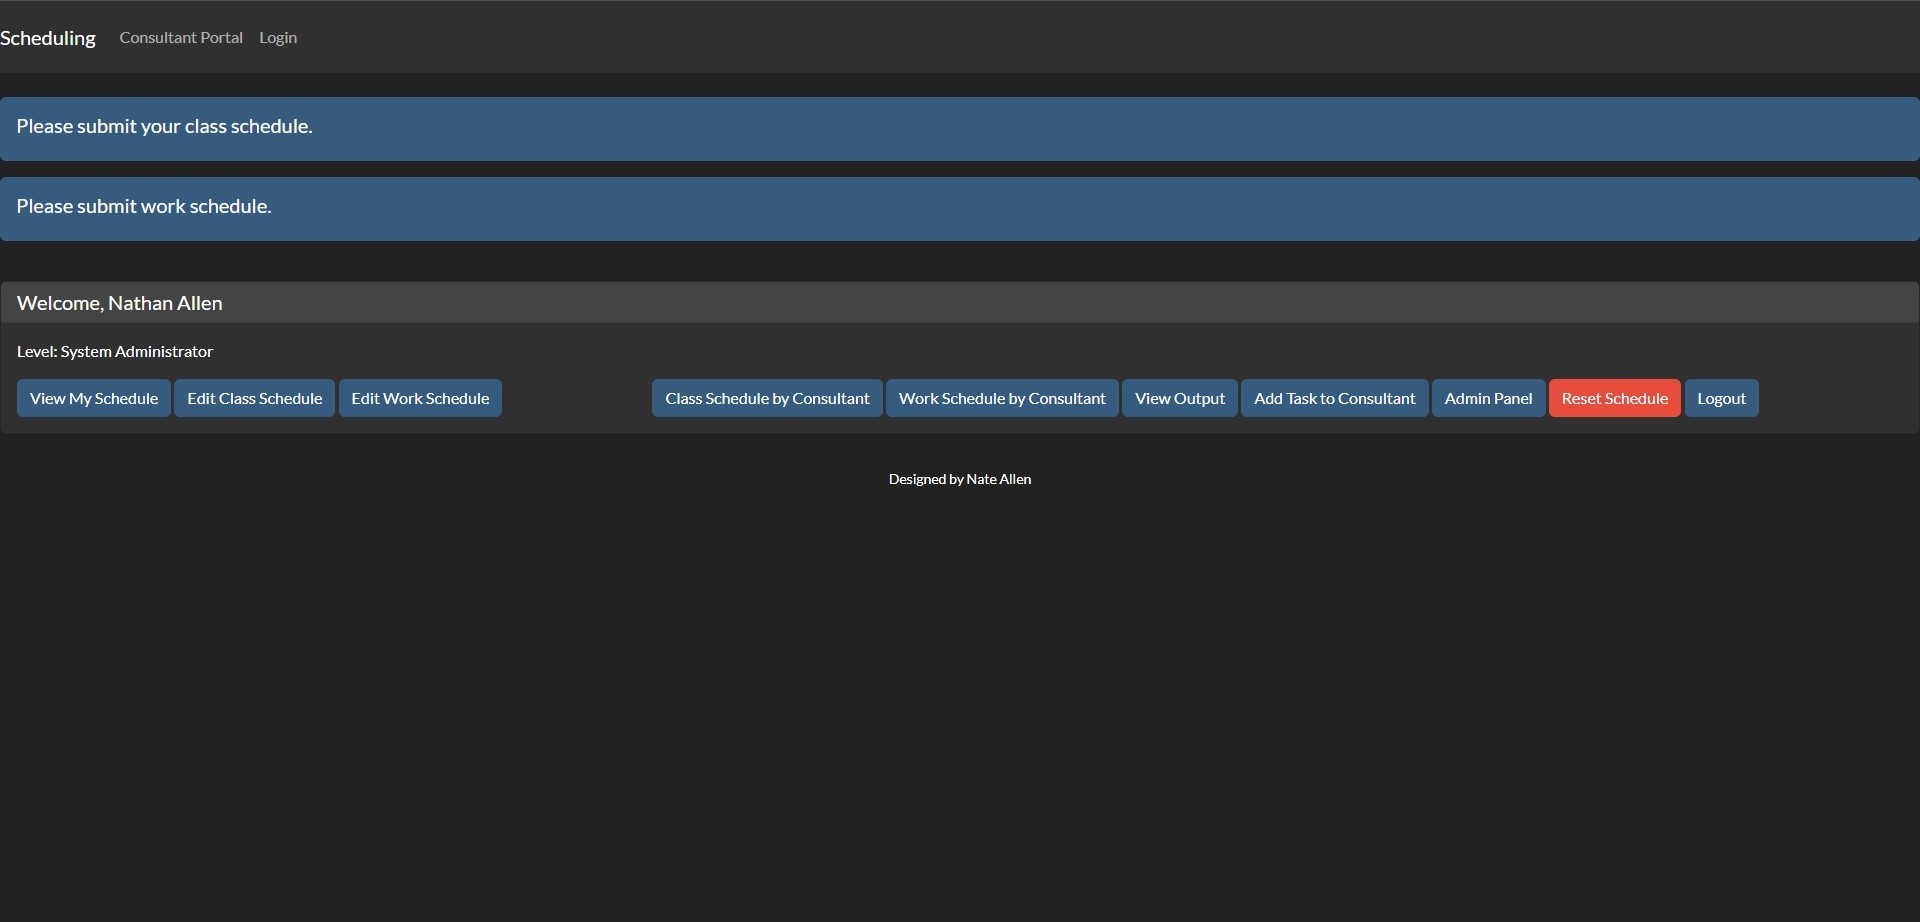 Scheduling Consultant Portal Login
Please submit your class schedule.
Please submit work schedule.
Welcome, Nathan Allen
Level: System Administrator
View My Schedule Edit Class Schedule Edit Work Schedule Class Schedule by Consultant Work Schedule by Consultant View Output Add Task to Consultant Admin Panel Reset Schedule Logout
Designed by Nate Allen